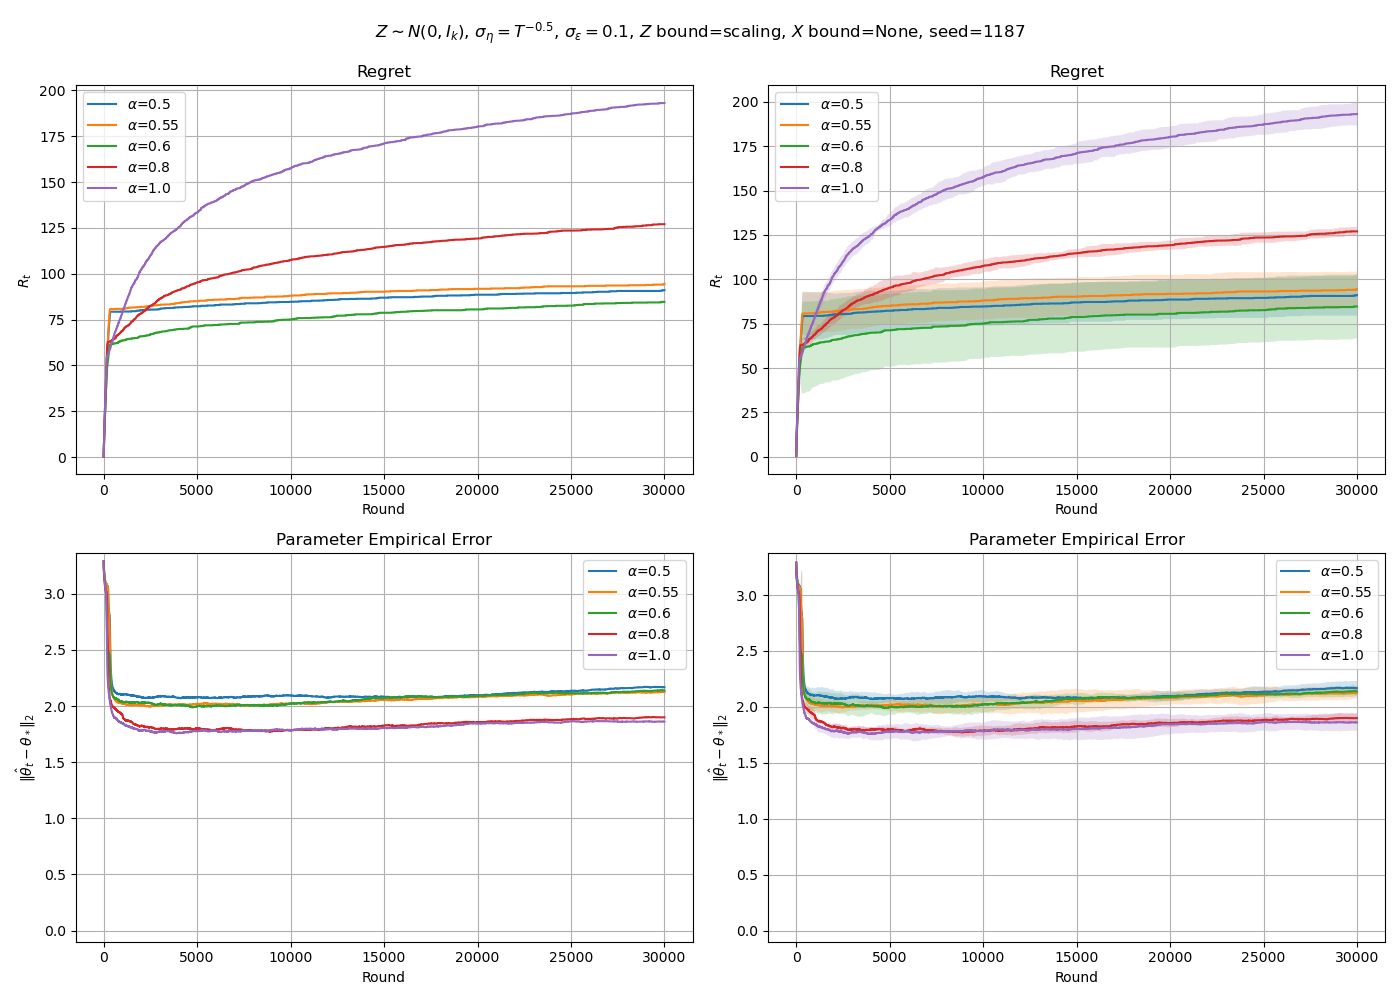 Z ~ N(0, I_k), σ_η = T^{-0.5}, σ_ε = 0.1, Z bound=scaling, X bound=None, seed=1187
Regret
200
175
150
125
100
75
50
25
0
R_t
α=0.5
α=0.55
α=0.6
α=0.8
α=1.0
0 5000 10000 15000 20000 25000 30000
Round
Regret
200
175
150
125
100
75
50
25
0
R_t
α=0.5
α=0.55
α=0.6
α=0.8
α=1.0
0 5000 10000 15000 20000 25000 30000
Round
Parameter Empirical Error
3.0
2.5
2.0
1.5
1.0
0.5
0.0
‖θ̂_t − θ_*‖_2
α=0.5
α=0.55
α=0.6
α=0.8
α=1.0
0 5000 10000 15000 20000 25000 30000
Round
Parameter Empirical Error
3.0
2.5
2.0
1.5
1.0
0.5
0.0
‖θ̂_t − θ_*‖_2
α=0.5
α=0.55
α=0.6
α=0.8
α=1.0
0 5000 10000 15000 20000 25000 30000
Round